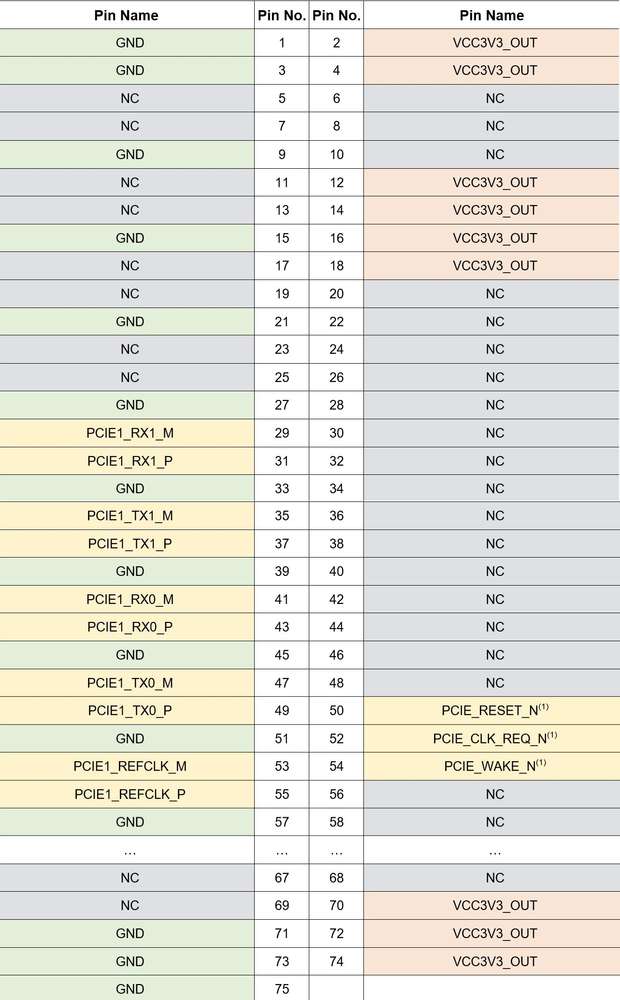 Pin Name Pin No. Pin No. Pin Name
GND 1 2 VCC3V3_OUT
GND 3 4 VCC3V3_OUT
NC 5 6 NC
NC 7 8 NC
GND 9 10 NC
NC 11 12 VCC3V3_OUT
NC 13 14 VCC3V3_OUT
GND 15 16 VCC3V3_OUT
NC 17 18 VCC3V3_OUT
NC 19 20 NC
GND 21 22 NC
NC 23 24 NC
NC 25 26 NC
GND 27 28 NC
PCIE1_RX1_M 29 30 NC
PCIE1_RX1_P 31 32 NC
GND 33 34 NC
PCIE1_TX1_M 35 36 NC
PCIE1_TX1_P 37 38 NC
GND 39 40 NC
PCIE1_RX0_M 41 42 NC
PCIE1_RX0_P 43 44 NC
GND 45 46 NC
PCIE1_TX0_M 47 48 NC
PCIE1_TX0_P 49 50 PCIE_RESET_N(1)
GND 51 52 PCIE_CLK_REQ_N(1)
PCIE1_REFCLK_M 53 54 PCIE_WAKE_N(1)
PCIE1_REFCLK_P 55 56 NC
GND 57 58 NC
… … … …
NC 67 68 NC
NC 69 70 VCC3V3_OUT
GND 71 72 VCC3V3_OUT
GND 73 74 VCC3V3_OUT
GND 75